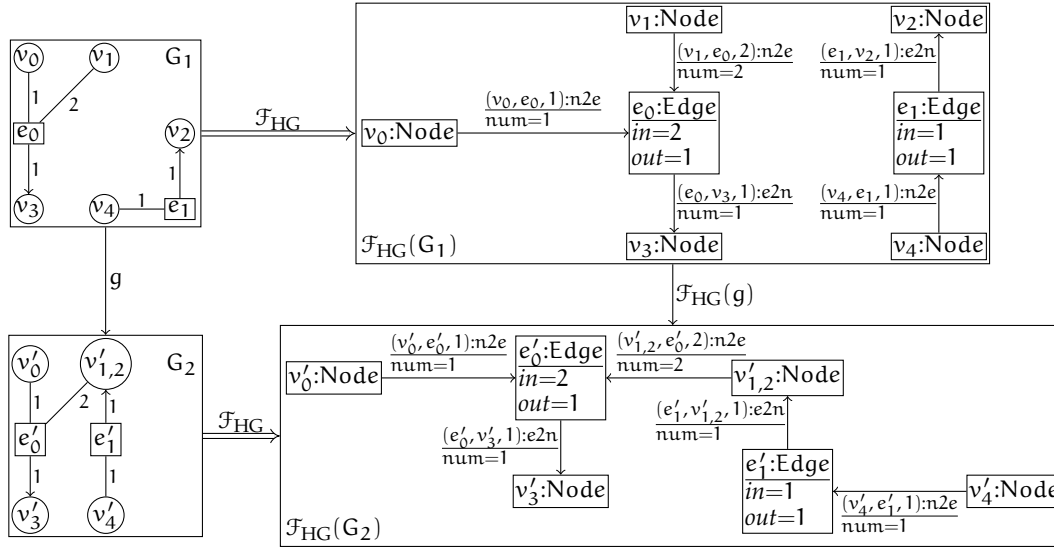 G₁
v₀
v₁
1
2
e₀
v₂
1
1
v₃
v₄
1
e₁
ℱ_HG
v₁:Node
v₂:Node
(v₁,e₀,2):n2e
num=2
(e₁,v₂,1):e2n
num=1
(v₀,e₀,1):n2e
num=1
v₀:Node
e₀:Edge
in=2
out=1
e₁:Edge
in=1
out=1
(e₀,v₃,1):e2n
num=1
(v₄,e₁,1):n2e
num=1
v₃:Node
v₄:Node
ℱ_HG(G₁)
g
ℱ_HG(g)
G₂
v′₀
v′₁,₂
1
2
1
e′₀
e′₁
1
1
v′₃
v′₄
ℱ_HG
v′₀:Node
(v′₀,e′₀,1):n2e
num=1
e′₀:Edge
in=2
out=1
(v′₁,₂,e′₀,2):n2e
num=2
v′₁,₂:Node
(e′₀,v′₃,1):e2n
num=1
(e′₁,v′₁,₂,1):e2n
num=1
v′₃:Node
e′₁:Edge
in=1
out=1
(v′₄,e′₁,1):n2e
num=1
v′₄:Node
ℱ_HG(G₂)